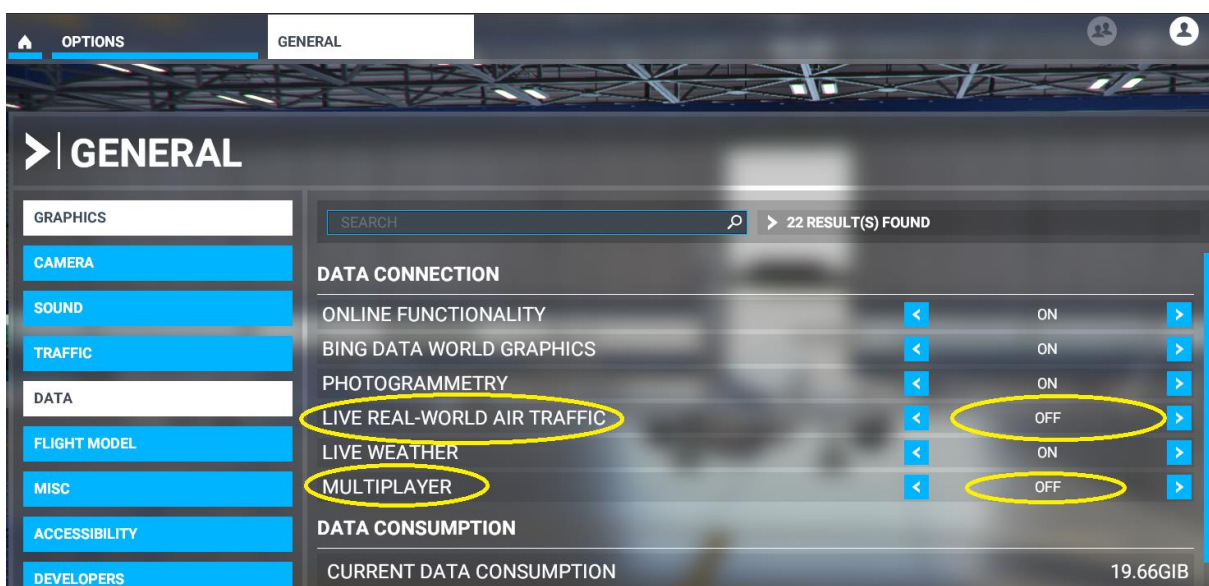 OPTIONS
GENERAL
GENERAL
GRAPHICS
CAMERA
SOUND
TRAFFIC
DATA
FLIGHT MODEL
MISC
ACCESSIBILITY
DEVELOPERS
SEARCH
22 RESULT(S) FOUND
DATA CONNECTION
ONLINE FUNCTIONALITY ON
BING DATA WORLD GRAPHICS ON
PHOTOGRAMMETRY ON
LIVE REAL-WORLD AIR TRAFFIC OFF
LIVE WEATHER ON
MULTIPLAYER OFF
DATA CONSUMPTION
CURRENT DATA CONSUMPTION 19.66GIB